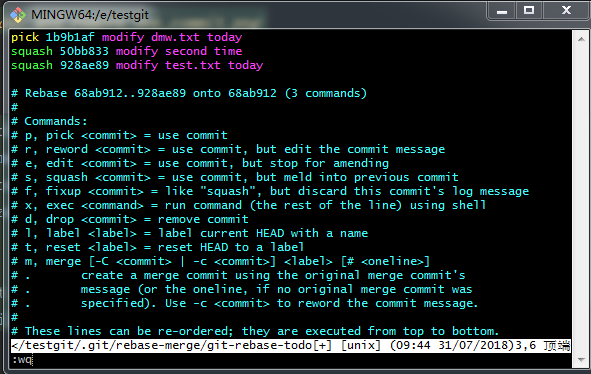 MINGW64:/e/testgit
pick 1b9b1af modify dmw.txt today
squash 50bb833 modify second time
squash 928ae89 modify test.txt today
# Rebase 68ab912..928ae89 onto 68ab912 (3 commands)
#
# Commands:
# p, pick <commit> = use commit
# r, reword <commit> = use commit, but edit the commit message
# e, edit <commit> = use commit, but stop for amending
# s, squash <commit> = use commit, but meld into previous commit
# f, fixup <commit> = like "squash", but discard this commit's log message
# x, exec <command> = run command (the rest of the line) using shell
# d, drop <commit> = remove commit
# l, label <label> = label current HEAD with a name
# t, reset <label> = reset HEAD to a label
# m, merge [-C <commit> | -c <commit>] <label> [# <oneline>]
# .       create a merge commit using the original merge commit's
# .       message (or the oneline, if no original merge commit was
# .       specified). Use -c <commit> to reword the commit message.
#
# These lines can be re-ordered; they are executed from top to bottom.
</testgit/.git/rebase-merge/git-rebase-todo[+] [unix] (09:44 31/07/2018)3,6 顶端
:wq